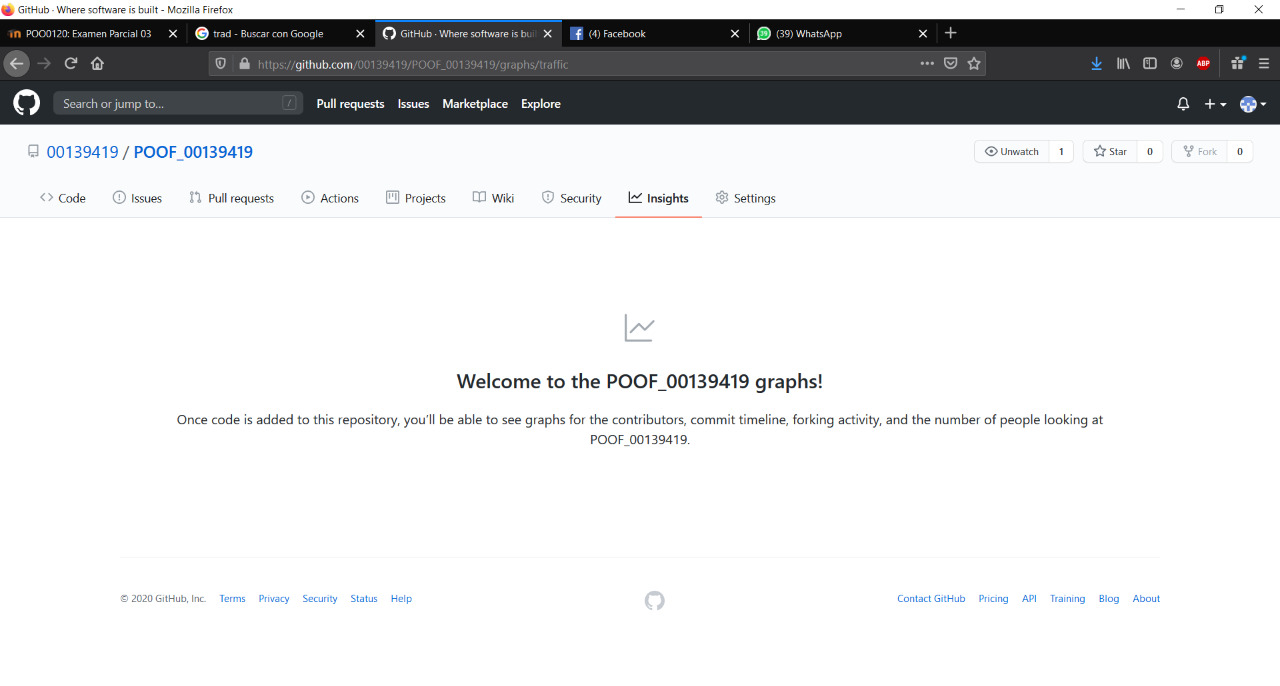 GitHub · Where software is built - Mozilla Firefox
POO0120: Examen Parcial 03
trad - Buscar con Google
GitHub · Where software is bui
(4) Facebook
(39) WhatsApp
https://github.com/00139419/POOF_00139419/graphs/traffic
ABP
Search or jump to... /
Pull requests Issues Marketplace Explore
00139419 / POOF_00139419
Unwatch 1 Star 0 Fork 0
Code Issues Pull requests Actions Projects Wiki Security Insights Settings
Welcome to the POOF_00139419 graphs!
Once code is added to this repository, you'll be able to see graphs for the contributors, commit timeline, forking activity, and the number of people looking at
POOF_00139419.
© 2020 GitHub, Inc. Terms Privacy Security Status Help
Contact GitHub Pricing API Training Blog About